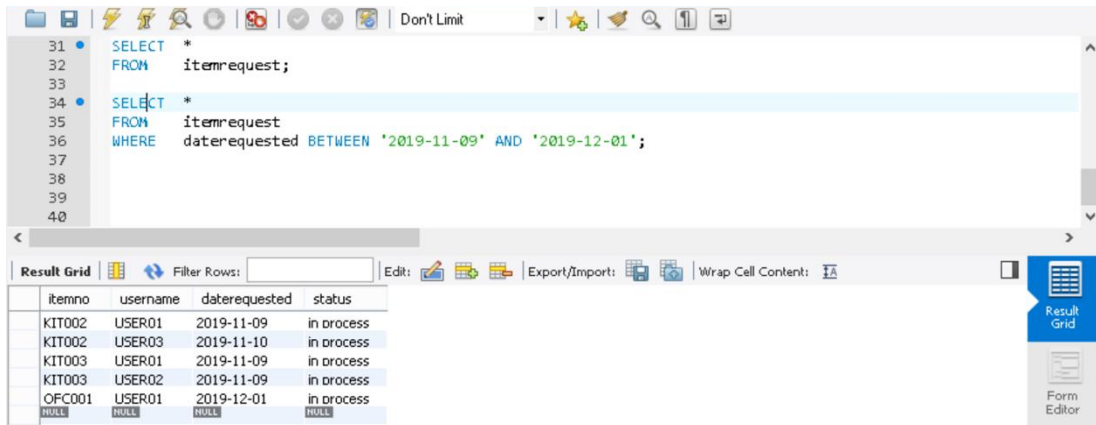 Don't Limit
31 SELECT *
32 FROM itemrequest;
33
34 SELECT *
35 FROM itemrequest
36 WHERE daterequested BETWEEN '2019-11-09' AND '2019-12-01';
37
38
39
40
Result Grid Filter Rows: Edit: Export/Import: Wrap Cell Content: IA
itemno username daterequested status
KIT002 USER01 2019-11-09 in process
KIT002 USER03 2019-11-10 in process
KIT003 USER01 2019-11-09 in process
KIT003 USER02 2019-11-09 in process
OFC001 USER01 2019-12-01 in process
NULL NULL NULL NULL
Result
Grid
Form
Editor